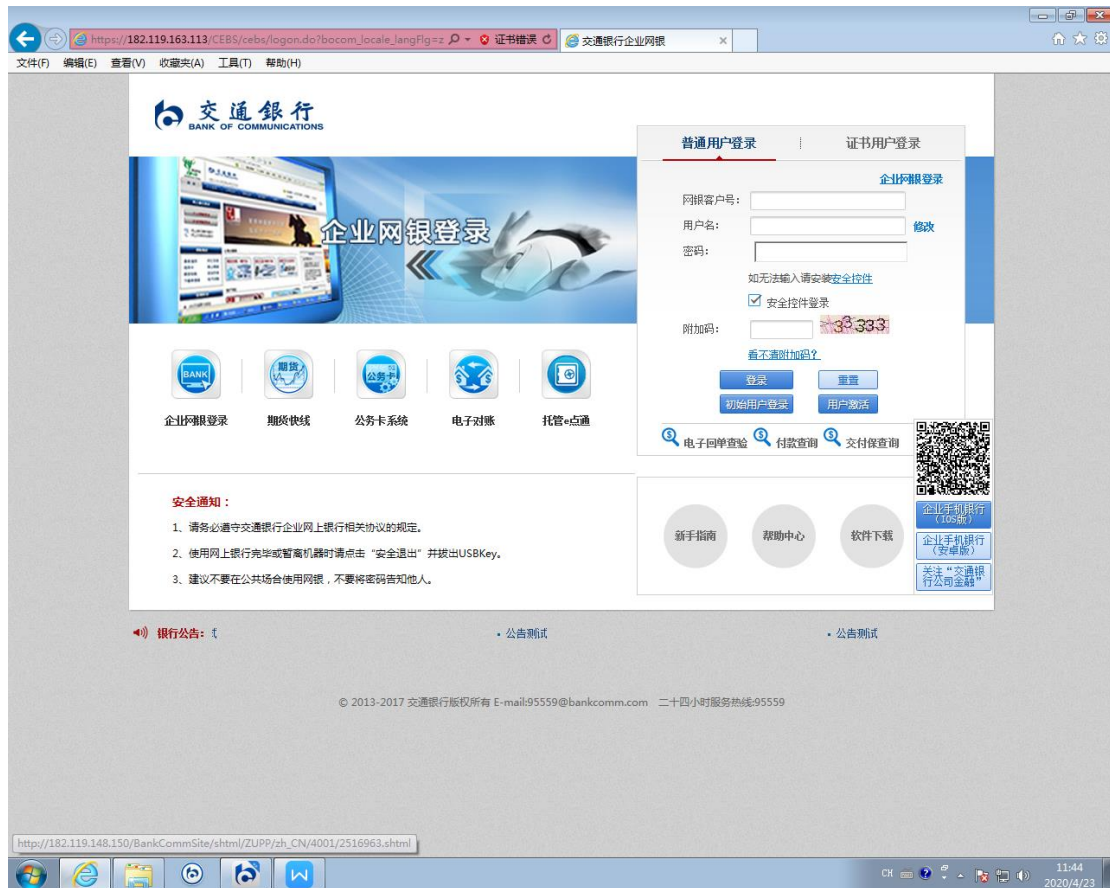 https://182.119.163.113/CEBS/cebs/logon.do?bocom_locale_langFlg=z
证书错误
交通银行企业网银
文件(F) 编辑(E) 查看(V) 收藏夹(A) 工具(T) 帮助(H)
交通銀行
BANK OF COMMUNICATIONS
普通用户登录
证书用户登录
企业网银登录
企业网银登录
网银客户号：
用户名：
修改
密码：
如无法输入请安装安全控件
安全控件登录
附加码：
33333
看不清附加码?
登录 重置
初始用户登录 用户激活
BANK
期货
公务卡
企业网银登录 期货快线 公务卡系统 电子对账 托管e点通
电子回单查验 付款查询 交付保查询
安全通知：
1、请务必遵守交通银行企业网上银行相关协议的规定。
2、使用网上银行完毕或暂离机器时请点击“安全退出”并拔出USBKey。
3、建议不要在公共场合使用网银，不要将密码告知他人。
新手指南 帮助中心 软件下载
企业手机银行
（IOS版）
企业手机银行
（安卓版）
关注“交通银
行公司金融”
银行公告：
• 公告测试
• 公告测试
© 2013-2017 交通银行版权所有 E-mail:95559@bankcomm.com 二十四小时服务热线:95559
http://182.119.148.150/BankCommSite/shtml/ZUPP/zh_CN/4001/2516963.shtml
CH
11:44
2020/4/23